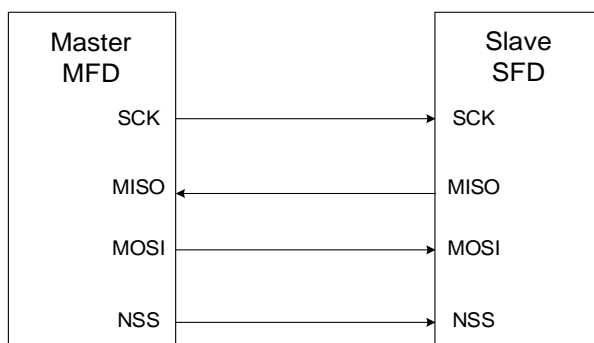 Master
MFD
SCK
MISO
MOSI
NSS
Slave
SFD
SCK
MISO
MOSI
NSS